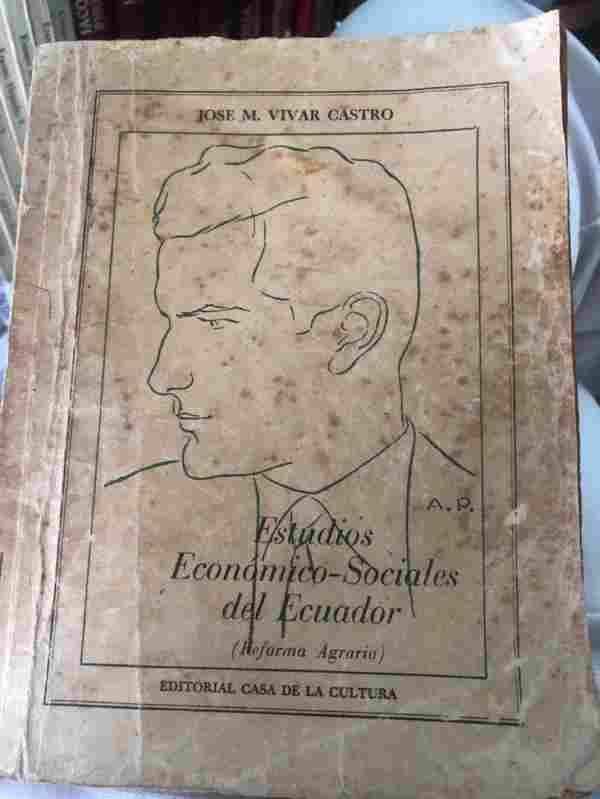 JOSE M. VIVAR CASTRO
A.P.
Estudios
Económico-Sociales
del Ecuador
(Reforma Agraria)
EDITORIAL CASA DE LA CULTURA